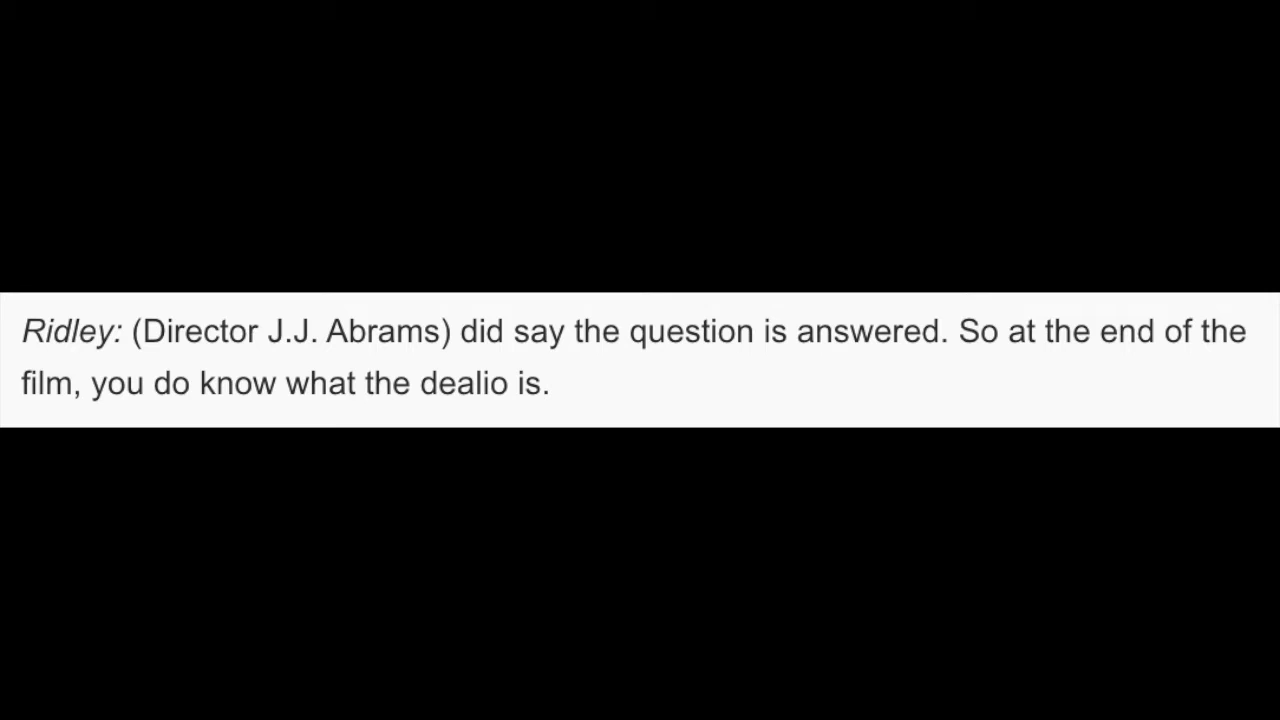 Ridley: (Director J.J. Abrams) did say the question is answered. So at the end of the
film, you do know what the dealio is.